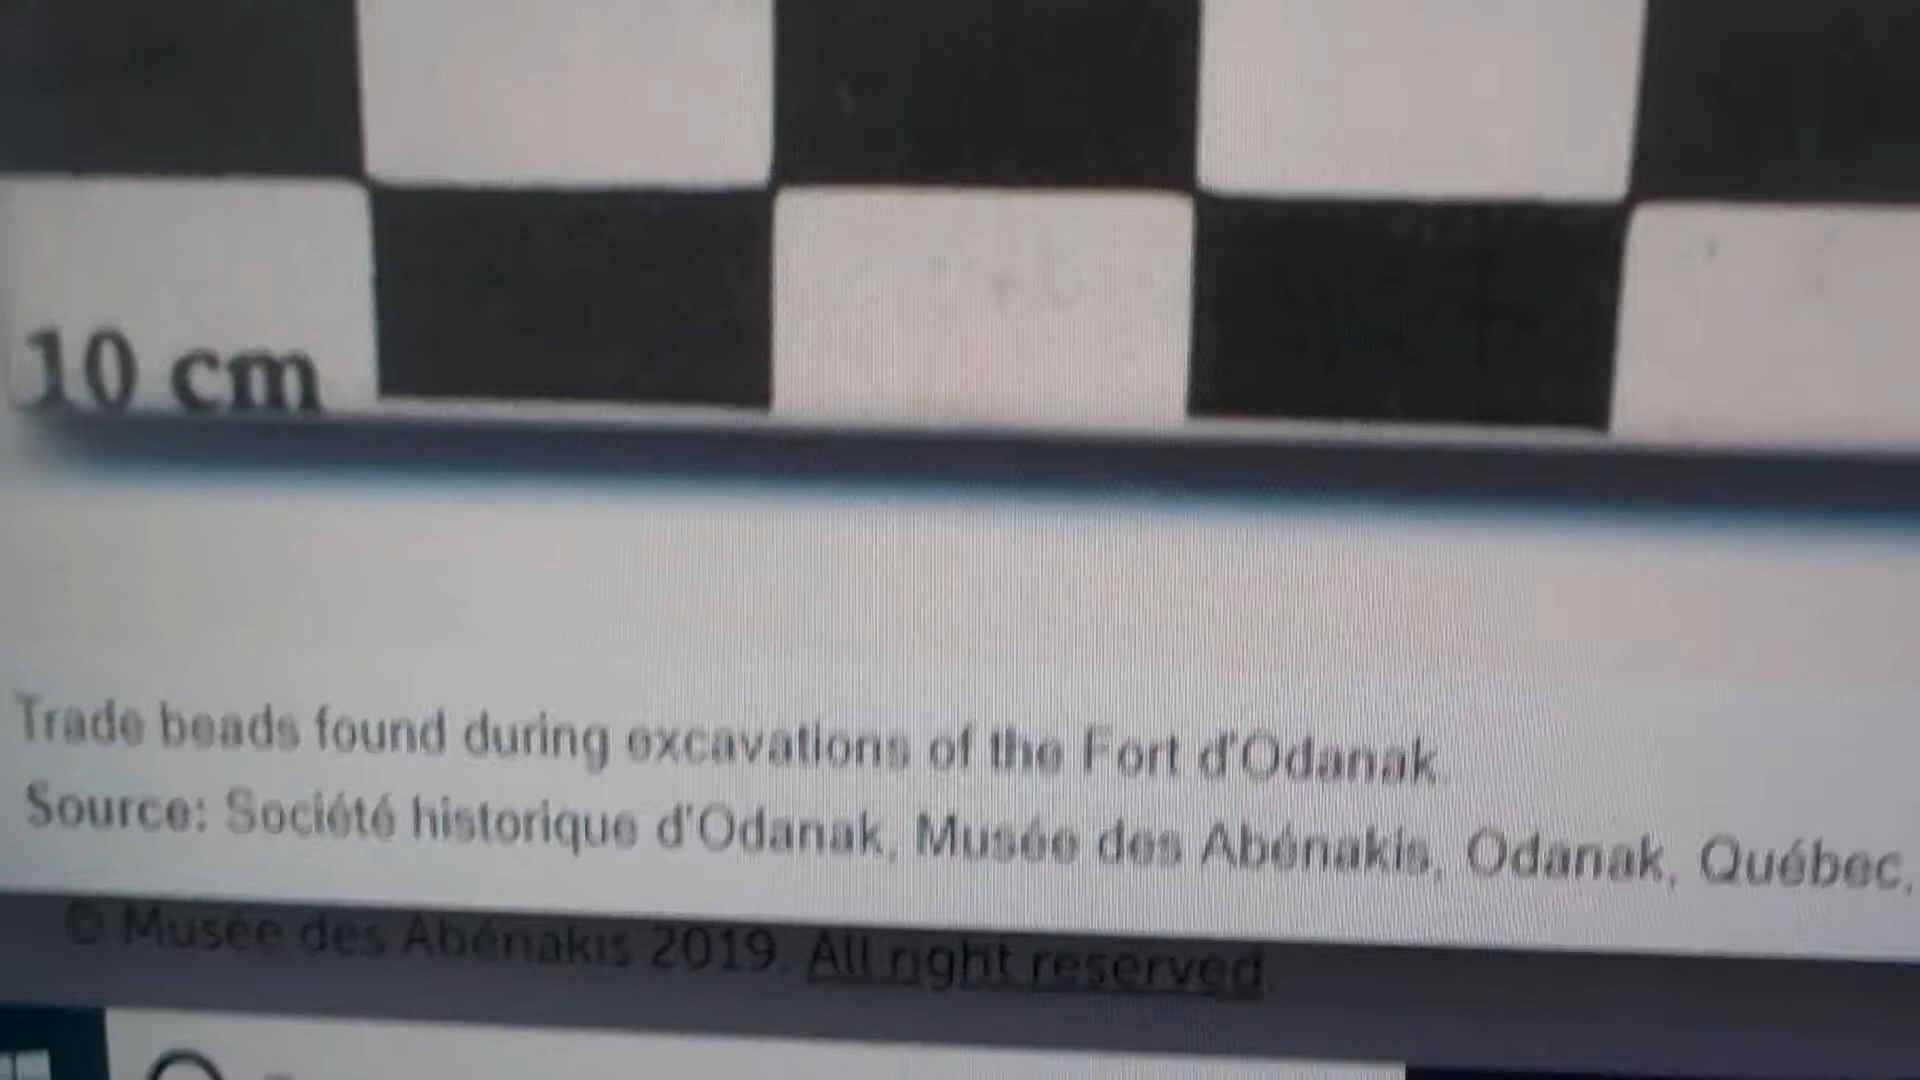 10 cm
Trade beads found during excavations of the Fort d'Odanak.
Source: Société historique d'Odanak, Musée des Abénakis, Odanak, Québec,
© Musée des Abénakis 2019. All right reserved.